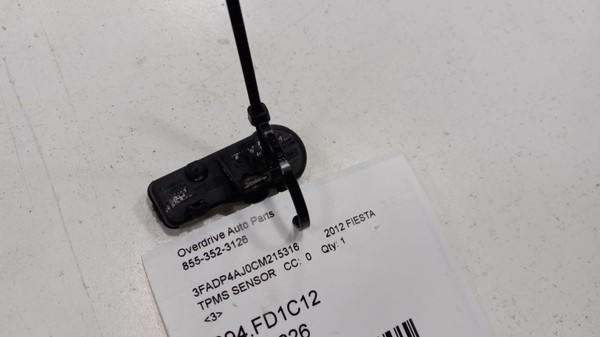 Overdrive Auto Parts
855-352-3126
3FADP4AJ0CM215316 2012 FIESTA
TPMS SENSOR CC: 0 Qty: 1
<3>